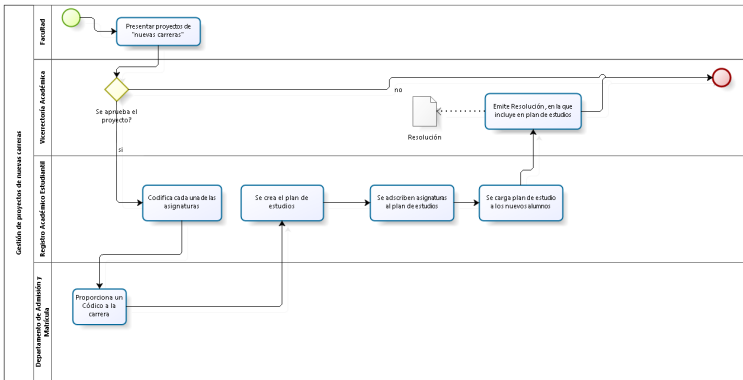 Gestión de proyectos de nuevas carreras
Facultad
Presentar proyectos de
"nuevas carreras"
Vicerrectoría Académica
Se aprueba el
proyecto?
no
si
Resolución
Emite Resolución, en la que
incluye en plan de estudios
Registro Académico Estudiantil
Codifica cada una de las
asignaturas
Se crea el plan de
estudios
Se adscriben asignaturas
al plan de estudios
Se carga plan de estudio
a los nuevos alumnos
Departamento de Admisión y
Matrícula
Proporciona un
Códico a la
carrera